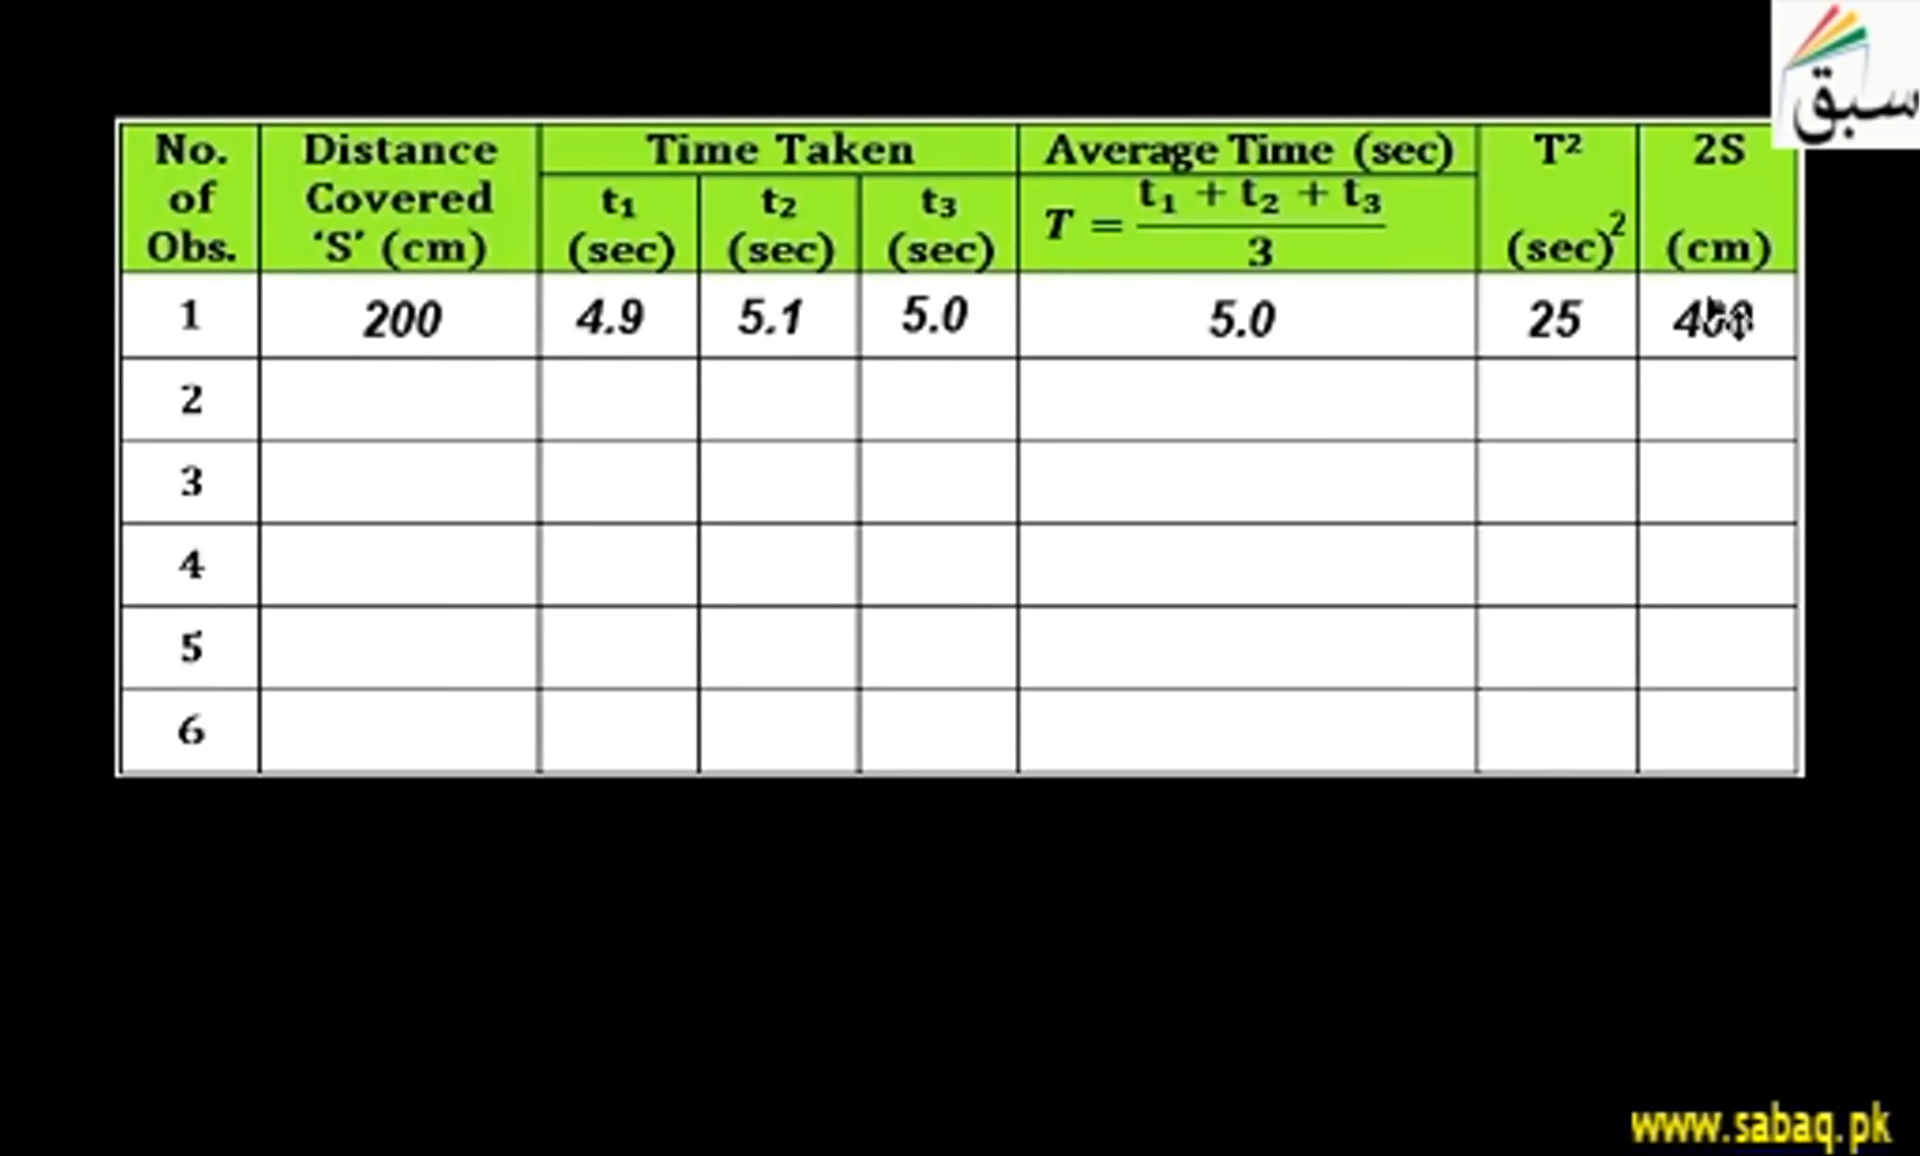 سبق
No. of Obs.
Distance Covered ‘S’ (cm)
Time Taken
t₁ (sec)
t₂ (sec)
t₃ (sec)
Average Time (sec)
T = t₁ + t₂ + t₃ / 3
T² (sec)²
2S (cm)
1 200 4.9 5.1 5.0 5.0 25
2
3
4
5
6
www.sabaq.pk